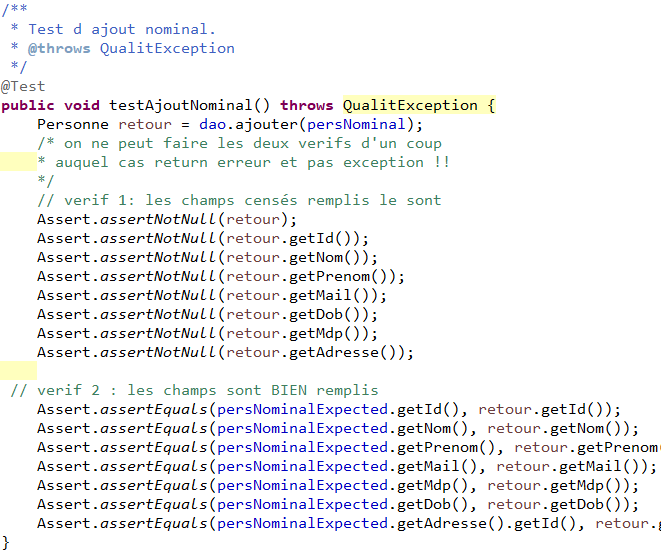 /**
 * Test d ajout nominal.
 * @throws QualitException
 */
@Test
public void testAjoutNominal() throws QualitException {
    Personne retour = dao.ajouter(persNominal);
    /* on ne peut faire les deux verifs d'un coup
    * auquel cas return erreur et pas exception !!
    */
    // verif 1: les champs censés remplis le sont
    Assert.assertNotNull(retour);
    Assert.assertNotNull(retour.getId());
    Assert.assertNotNull(retour.getNom());
    Assert.assertNotNull(retour.getPrenom());
    Assert.assertNotNull(retour.getMail());
    Assert.assertNotNull(retour.getDob());
    Assert.assertNotNull(retour.getMdp());
    Assert.assertNotNull(retour.getAdresse());
 // verif 2 : les champs sont BIEN remplis
    Assert.assertEquals(persNominalExpected.getId(), retour.getId());
    Assert.assertEquals(persNominalExpected.getNom(), retour.getNom());
    Assert.assertEquals(persNominalExpected.getPrenom(), retour.getPrenom(
    Assert.assertEquals(persNominalExpected.getMail(), retour.getMail());
    Assert.assertEquals(persNominalExpected.getMdp(), retour.getMdp());
    Assert.assertEquals(persNominalExpected.getDob(), retour.getDob());
    Assert.assertEquals(persNominalExpected.getAdresse().getId(), retour.g
}